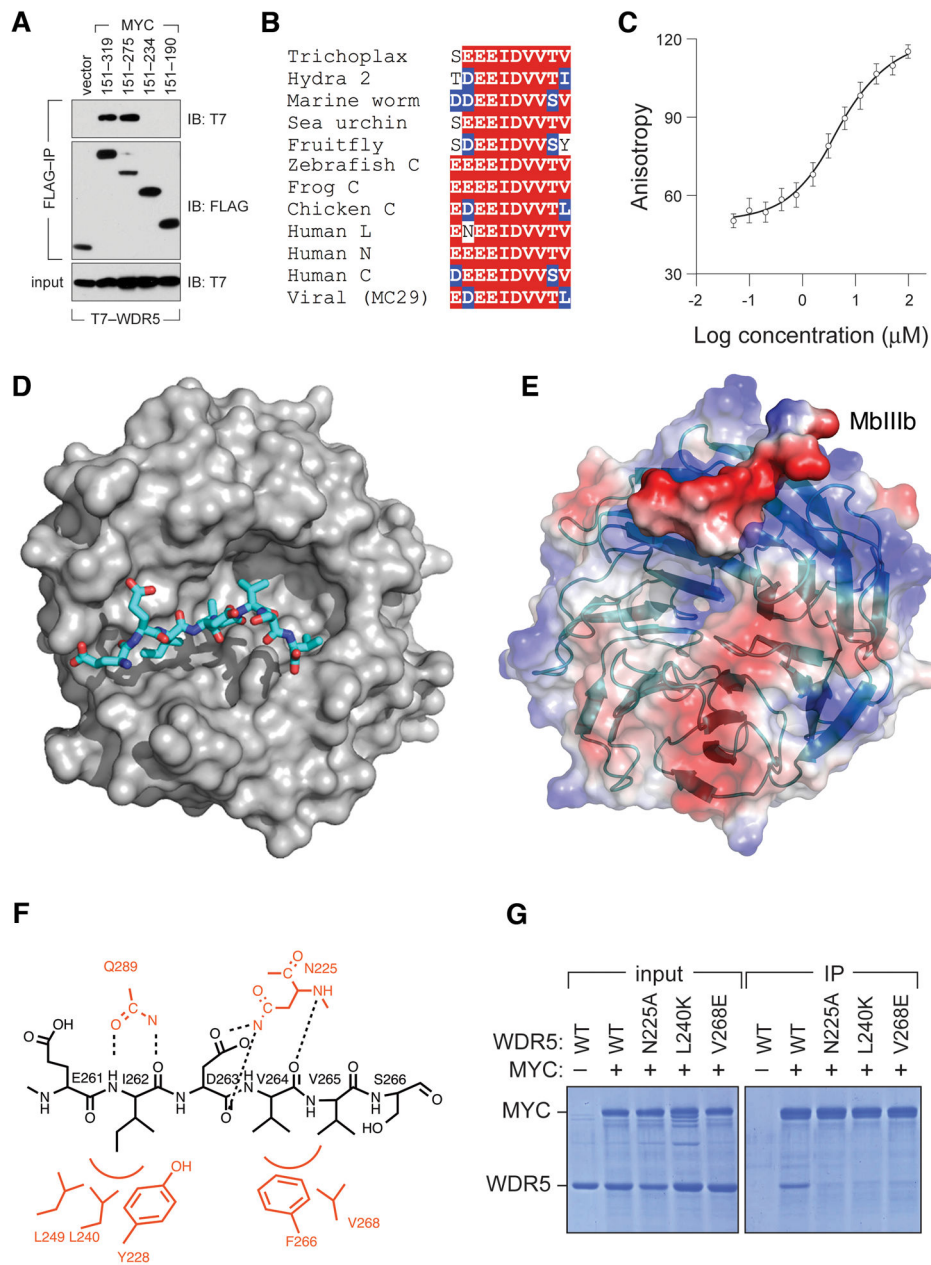 A
MYC
vector
151–319
151–275
151–234
151–190
FLAG–IP
IB: T7
IB: FLAG
input
IB: T7
T7–WDR5
B
Trichoplax SEEEIDVVTV
Hydra 2 TDEEIDVVTI
Marine worm DDEEIDVVSV
Sea urchin SEEEIDVVTV
Fruitfly SDEEIDVVSY
Zebrafish C EEEEIDVVTV
Frog C EEEEIDVVTV
Chicken C EDEEIDVVTL
Human L ENEEIDVVTV
Human N EEEEIDVVTV
Human C DEEEIDVVSV
Viral (MC29) EDEEIDVVTL
C
120
90
60
30
Anisotropy
-2 -1 0 1 2
Log concentration (μM)
D
E
MbIIIb
F
Q289
O N
N225
O
NH
O
N
OH
O
E261
I262
D263
V264
V265
S266
H
N
O
HO
OH
L249 L240
Y228
F266
V268
G
input
IP
WDR5: WT WT N225A L240K V268E WT WT N225A L240K V268E
MYC: – + + + + – + + + +
MYC
WDR5